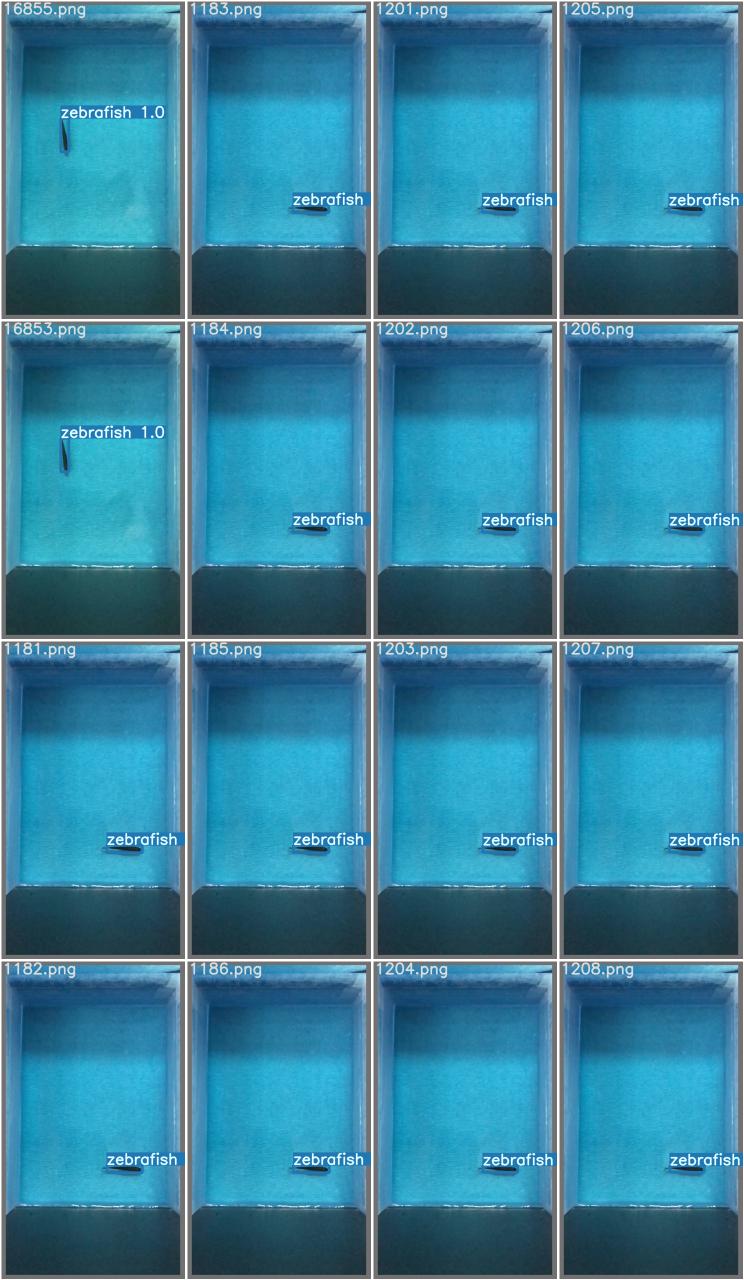 16855.png
zebrafish 1.0
1183.png
zebrafish
1201.png
zebrafish
1205.png
zebrafish
16853.png
zebrafish 1.0
1184.png
zebrafish
1202.png
zebrafish
1206.png
zebrafish
1181.png
zebrafish
1185.png
zebrafish
1203.png
zebrafish
1207.png
zebrafish
1182.png
zebrafish
1186.png
zebrafish
1204.png
zebrafish
1208.png
zebrafish